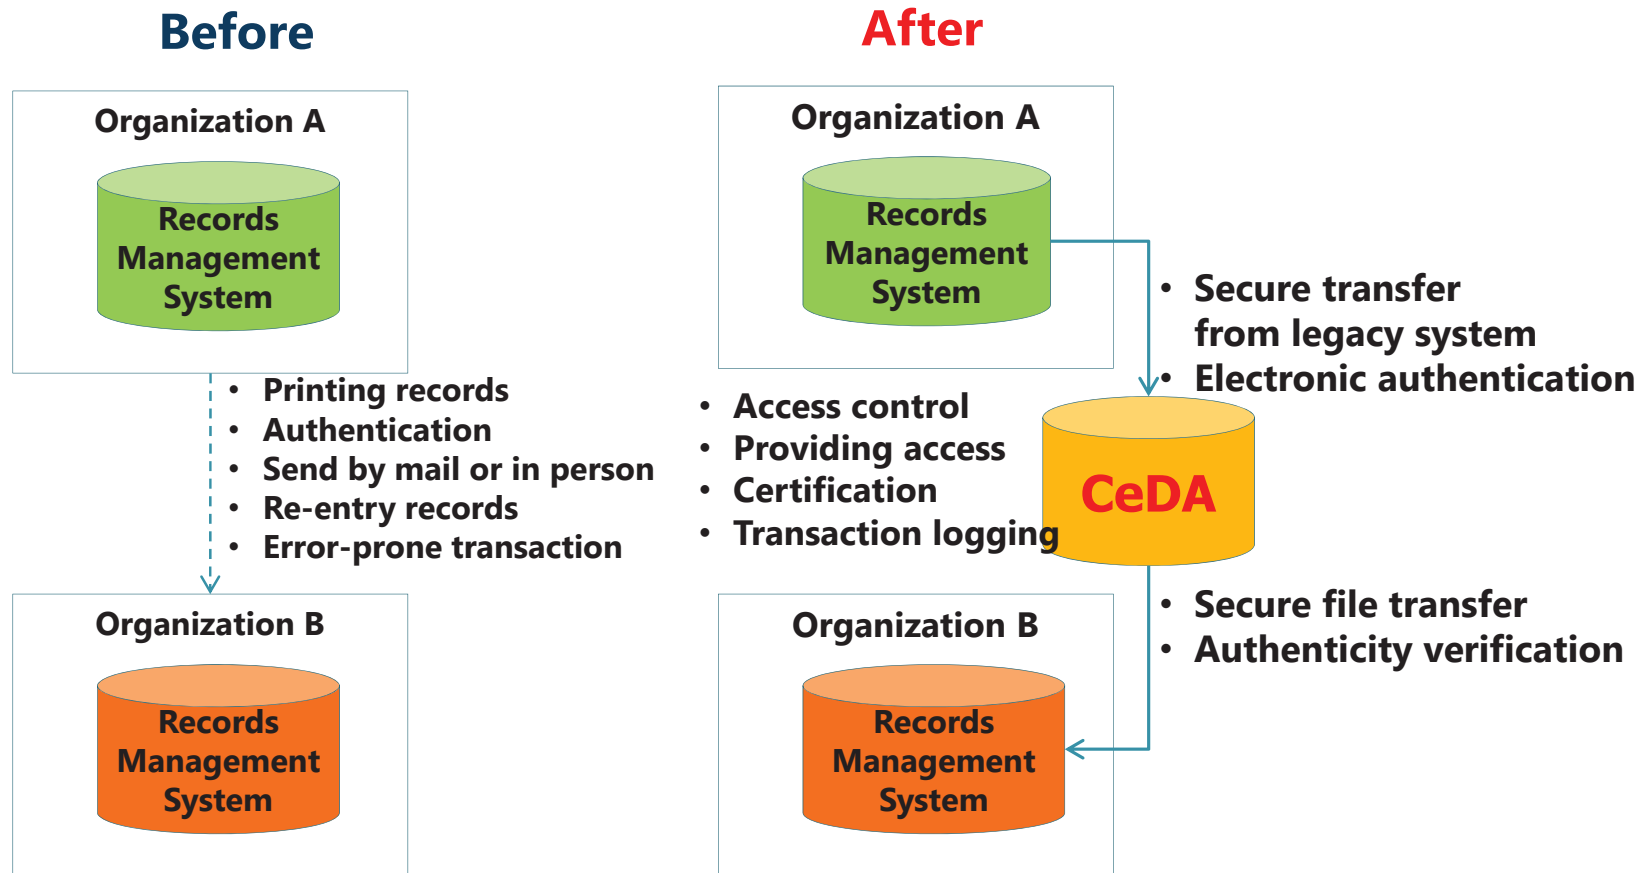 Before
Organization A
Records
Management
System
• Printing records
• Authentication
• Send by mail or in person
• Re-entry records
• Error-prone transaction
Organization B
Records
Management
System
After
Organization A
Records
Management
System
• Secure transfer
from legacy system
• Electronic authentication
• Access control
• Providing access
• Certification
• Transaction logging
CeDA
• Secure file transfer
• Authenticity verification
Organization B
Records
Management
System